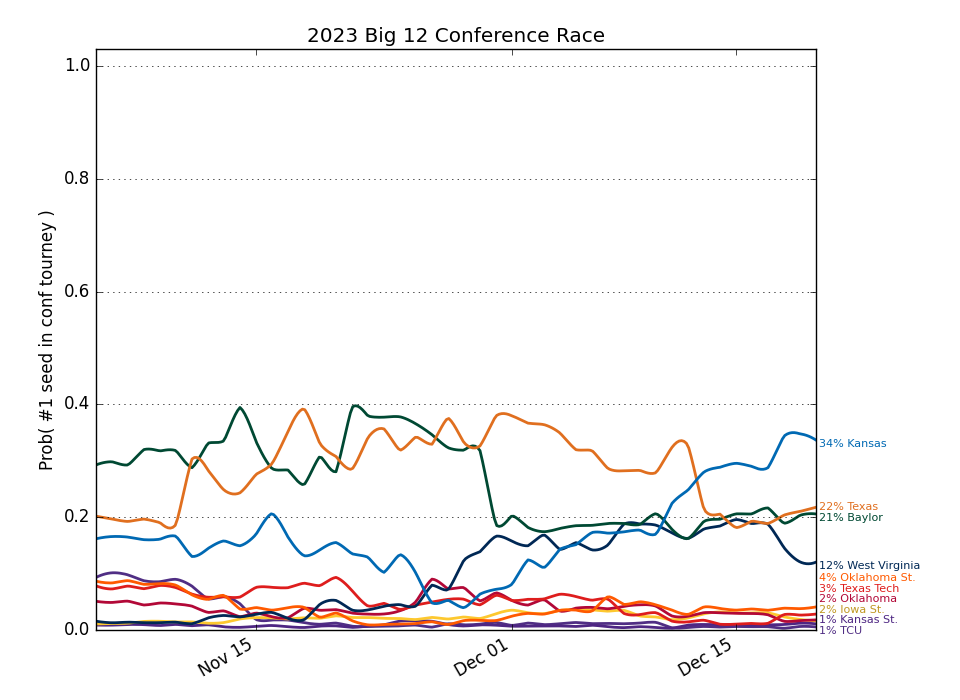 2023 Big 12 Conference Race
Prob( #1 seed in conf tourney )
1.0
0.8
0.6
0.4
0.2
0.0
Nov 15
Dec 01
Dec 15
34% Kansas
22% Texas
21% Baylor
12% West Virginia
4% Oklahoma St.
3% Texas Tech
2% Oklahoma
2% Iowa St.
1% Kansas St.
1% TCU